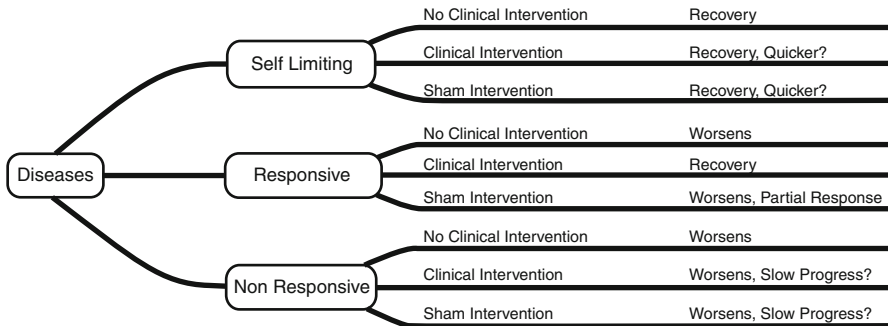 No Clinical Intervention Recovery
Self Limiting
Clinical Intervention Recovery, Quicker?
Sham Intervention Recovery, Quicker?
No Clinical Intervention Worsens
Diseases
Responsive
Clinical Intervention Recovery
Sham Intervention Worsens, Partial Response
No Clinical Intervention Worsens
Non Responsive
Clinical Intervention Worsens, Slow Progress?
Sham Intervention Worsens, Slow Progress?